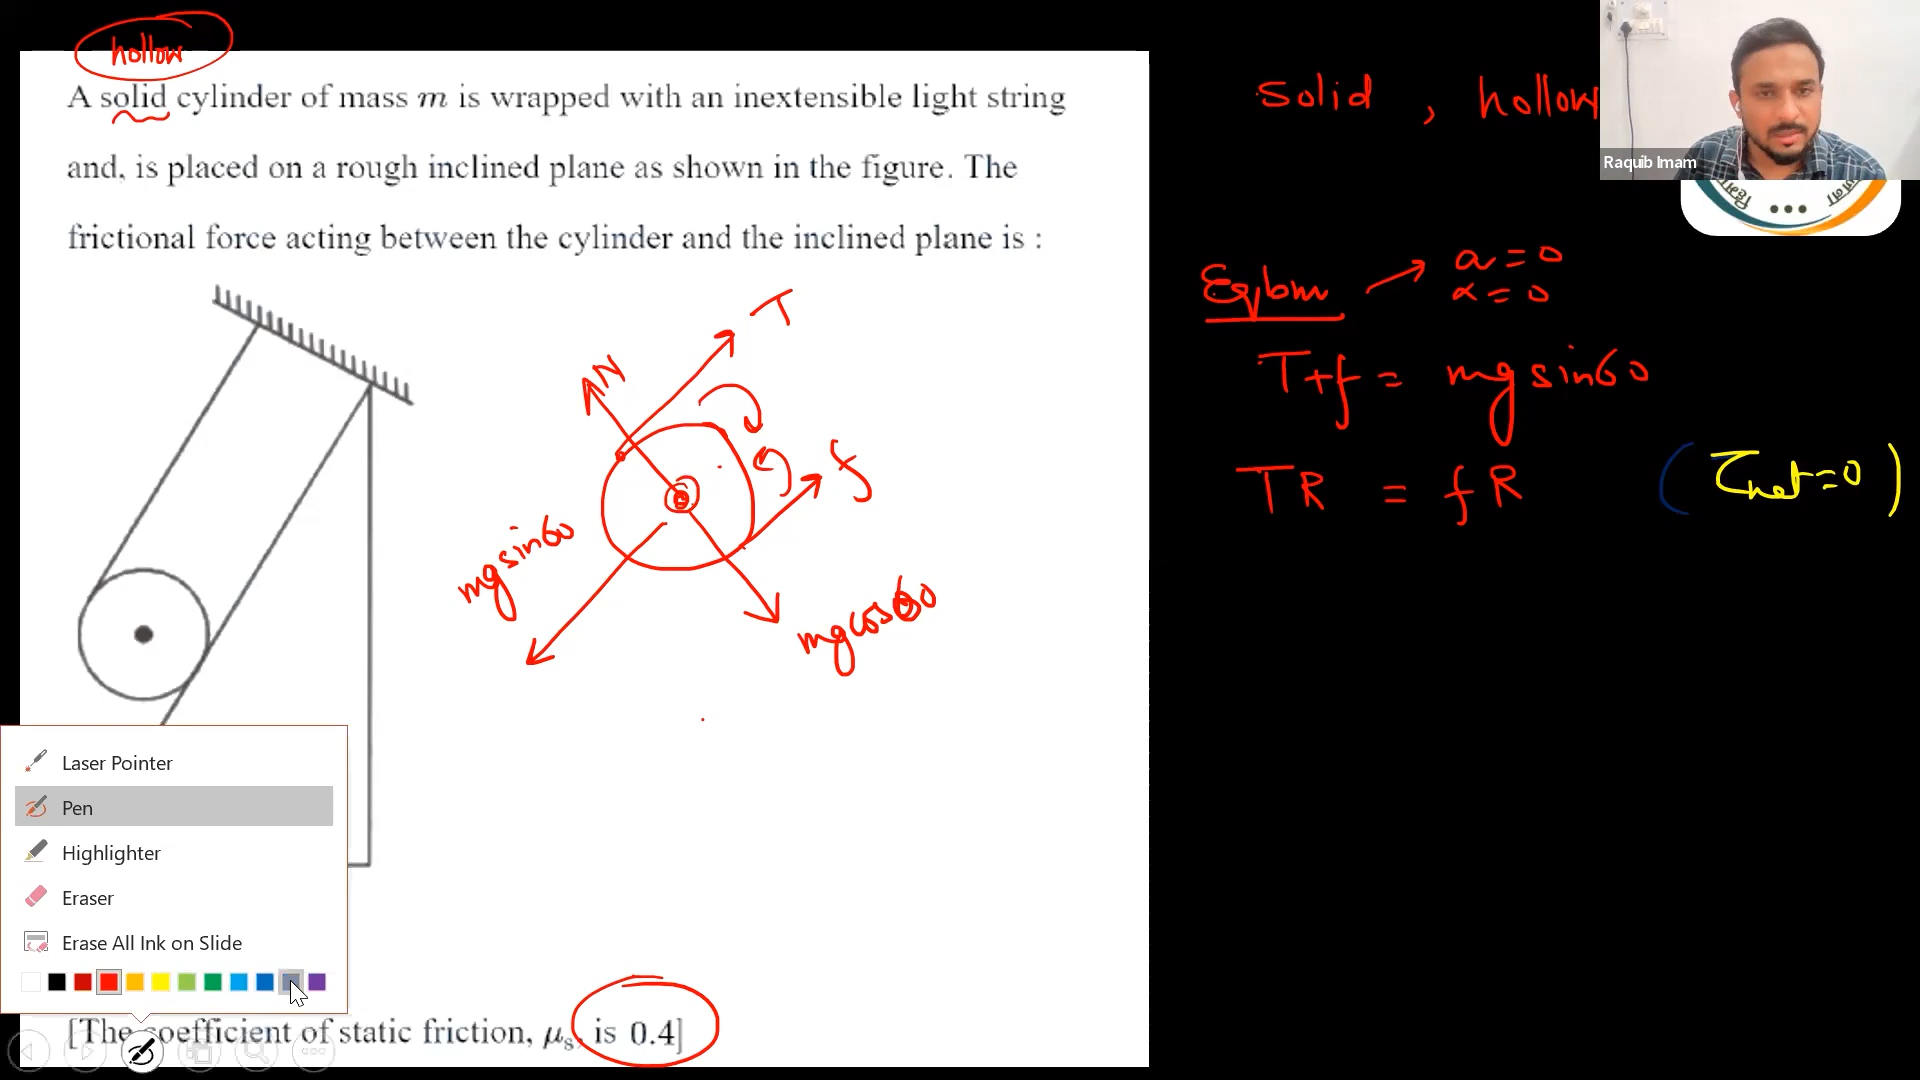 hollow
A solid cylinder of mass m is wrapped with an inextensible light string
and, is placed on a rough inclined plane as shown in the figure. The
frictional force acting between the cylinder and the inclined plane is :
solid , hollow
Raquib Imam
Eqbm → a = 0
α = 0
T+f = mg sin60
TR = fR (τnet = 0)
T
N
f
mg sin60
mg cos60
Laser Pointer
Pen
Highlighter
Eraser
Erase All Ink on Slide
[The coefficient of static friction, μs, is 0.4]